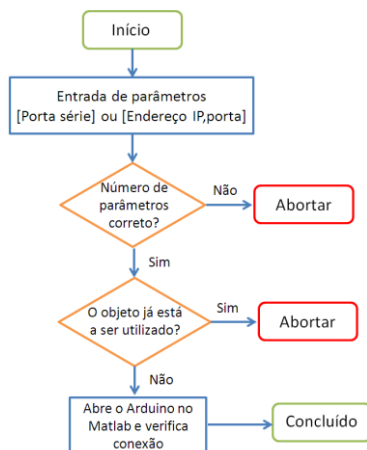 Início
Entrada de parâmetros
[Porta série] ou [Endereço IP,porta]
Número de
parâmetros
correto?
Não
Abortar
Sim
O objeto já está
a ser utilizado?
Sim
Abortar
Não
Abre o Arduino no
Matlab e verifica
conexão
Concluído